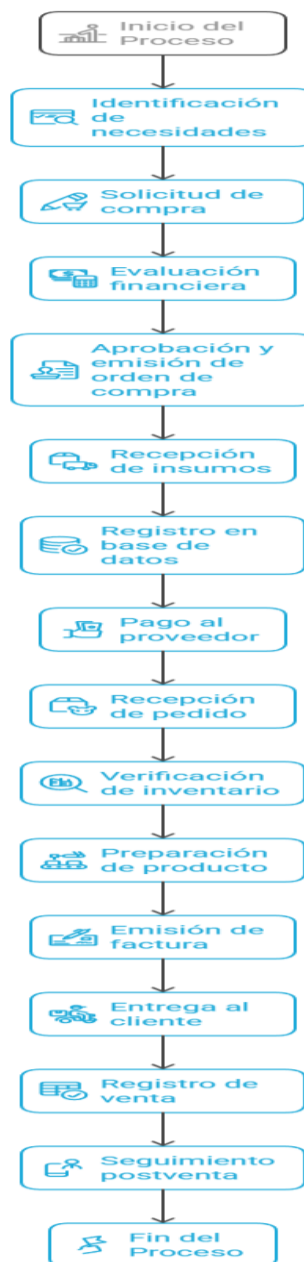 Inicio del
Proceso
Identificación
de
necesidades
Solicitud de
compra
Evaluación
financiera
Aprobación y
emisión de
orden de
compra
Recepción
de insumos
Registro en
base de
datos
Pago al
proveedor
Recepción
de pedido
Verificación
de inventario
Preparación
de producto
Emisión de
factura
Entrega al
cliente
Registro de
venta
Seguimiento
postventa
Fin del
Proceso